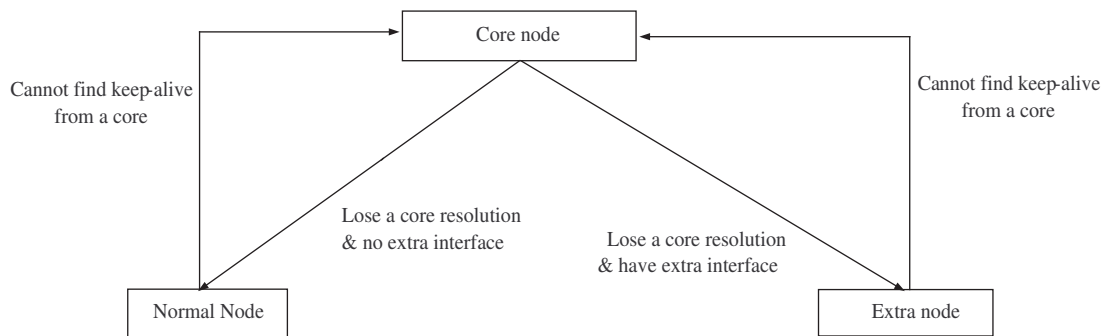 Core node
Cannot find keep-alive
from a core
Cannot find keep-alive
from a core
Lose a core resolution
& no extra interface
Lose a core resolution
& have extra interface
Normal Node
Extra node